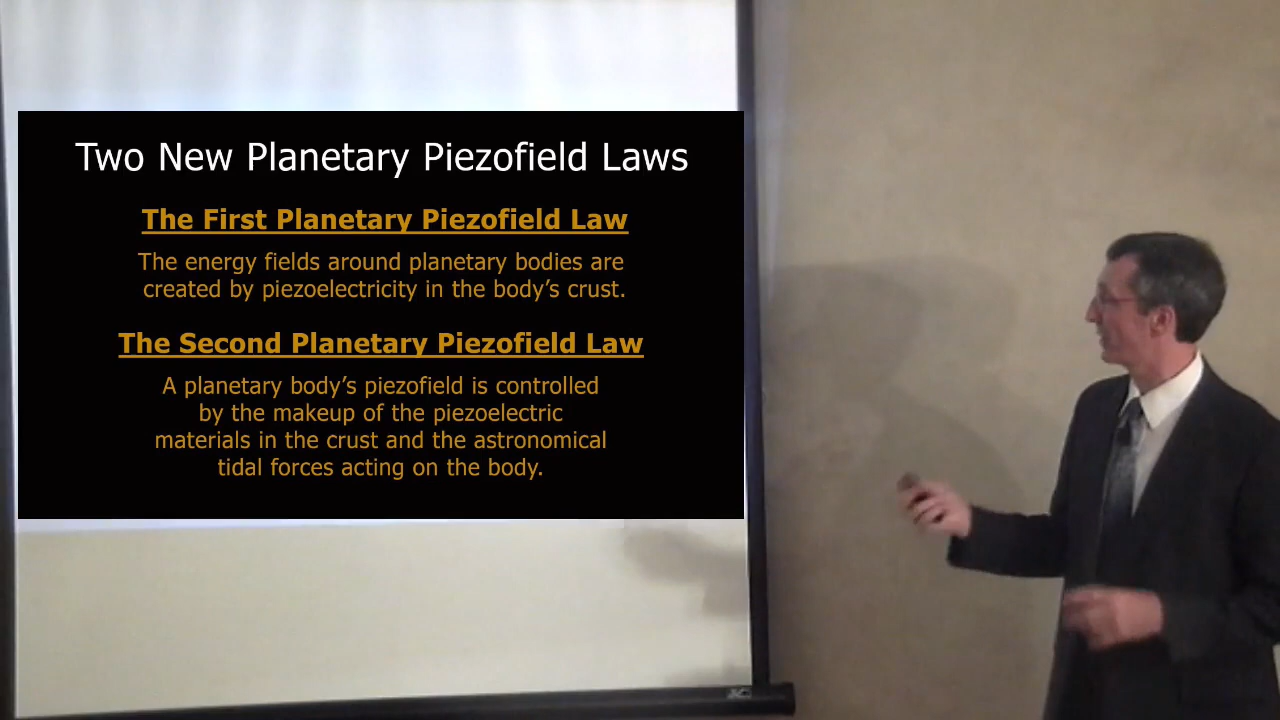 Two New Planetary Piezofield Laws
The First Planetary Piezofield Law
The energy fields around planetary bodies are
created by piezoelectricity in the body's crust.
The Second Planetary Piezofield Law
A planetary body's piezofield is controlled
by the makeup of the piezoelectric
materials in the crust and the astronomical
tidal forces acting on the body.